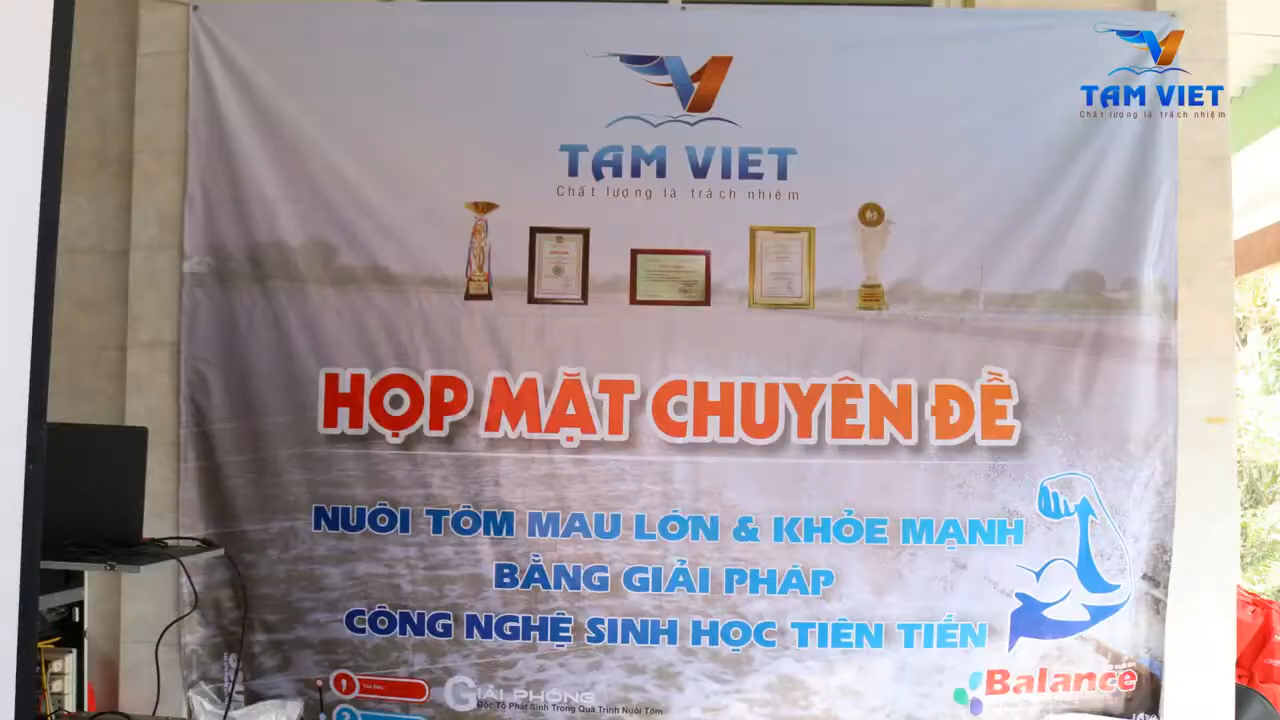 TAM VIET
Chất lượng là trách nhiệm
TAM VIET
Chất lượng là trách nhiệm
HỌP MẶT CHUYÊN ĐỀ
NUÔI TÔM MAU LỚN & KHỎE MẠNH
BẰNG GIẢI PHÁP
CÔNG NGHỆ SINH HỌC TIÊN TIẾN
1
GIẢI PHÓNG
Độc Tố Phát Sinh Trong Quá Trình Nuôi Tôm
Balance
2